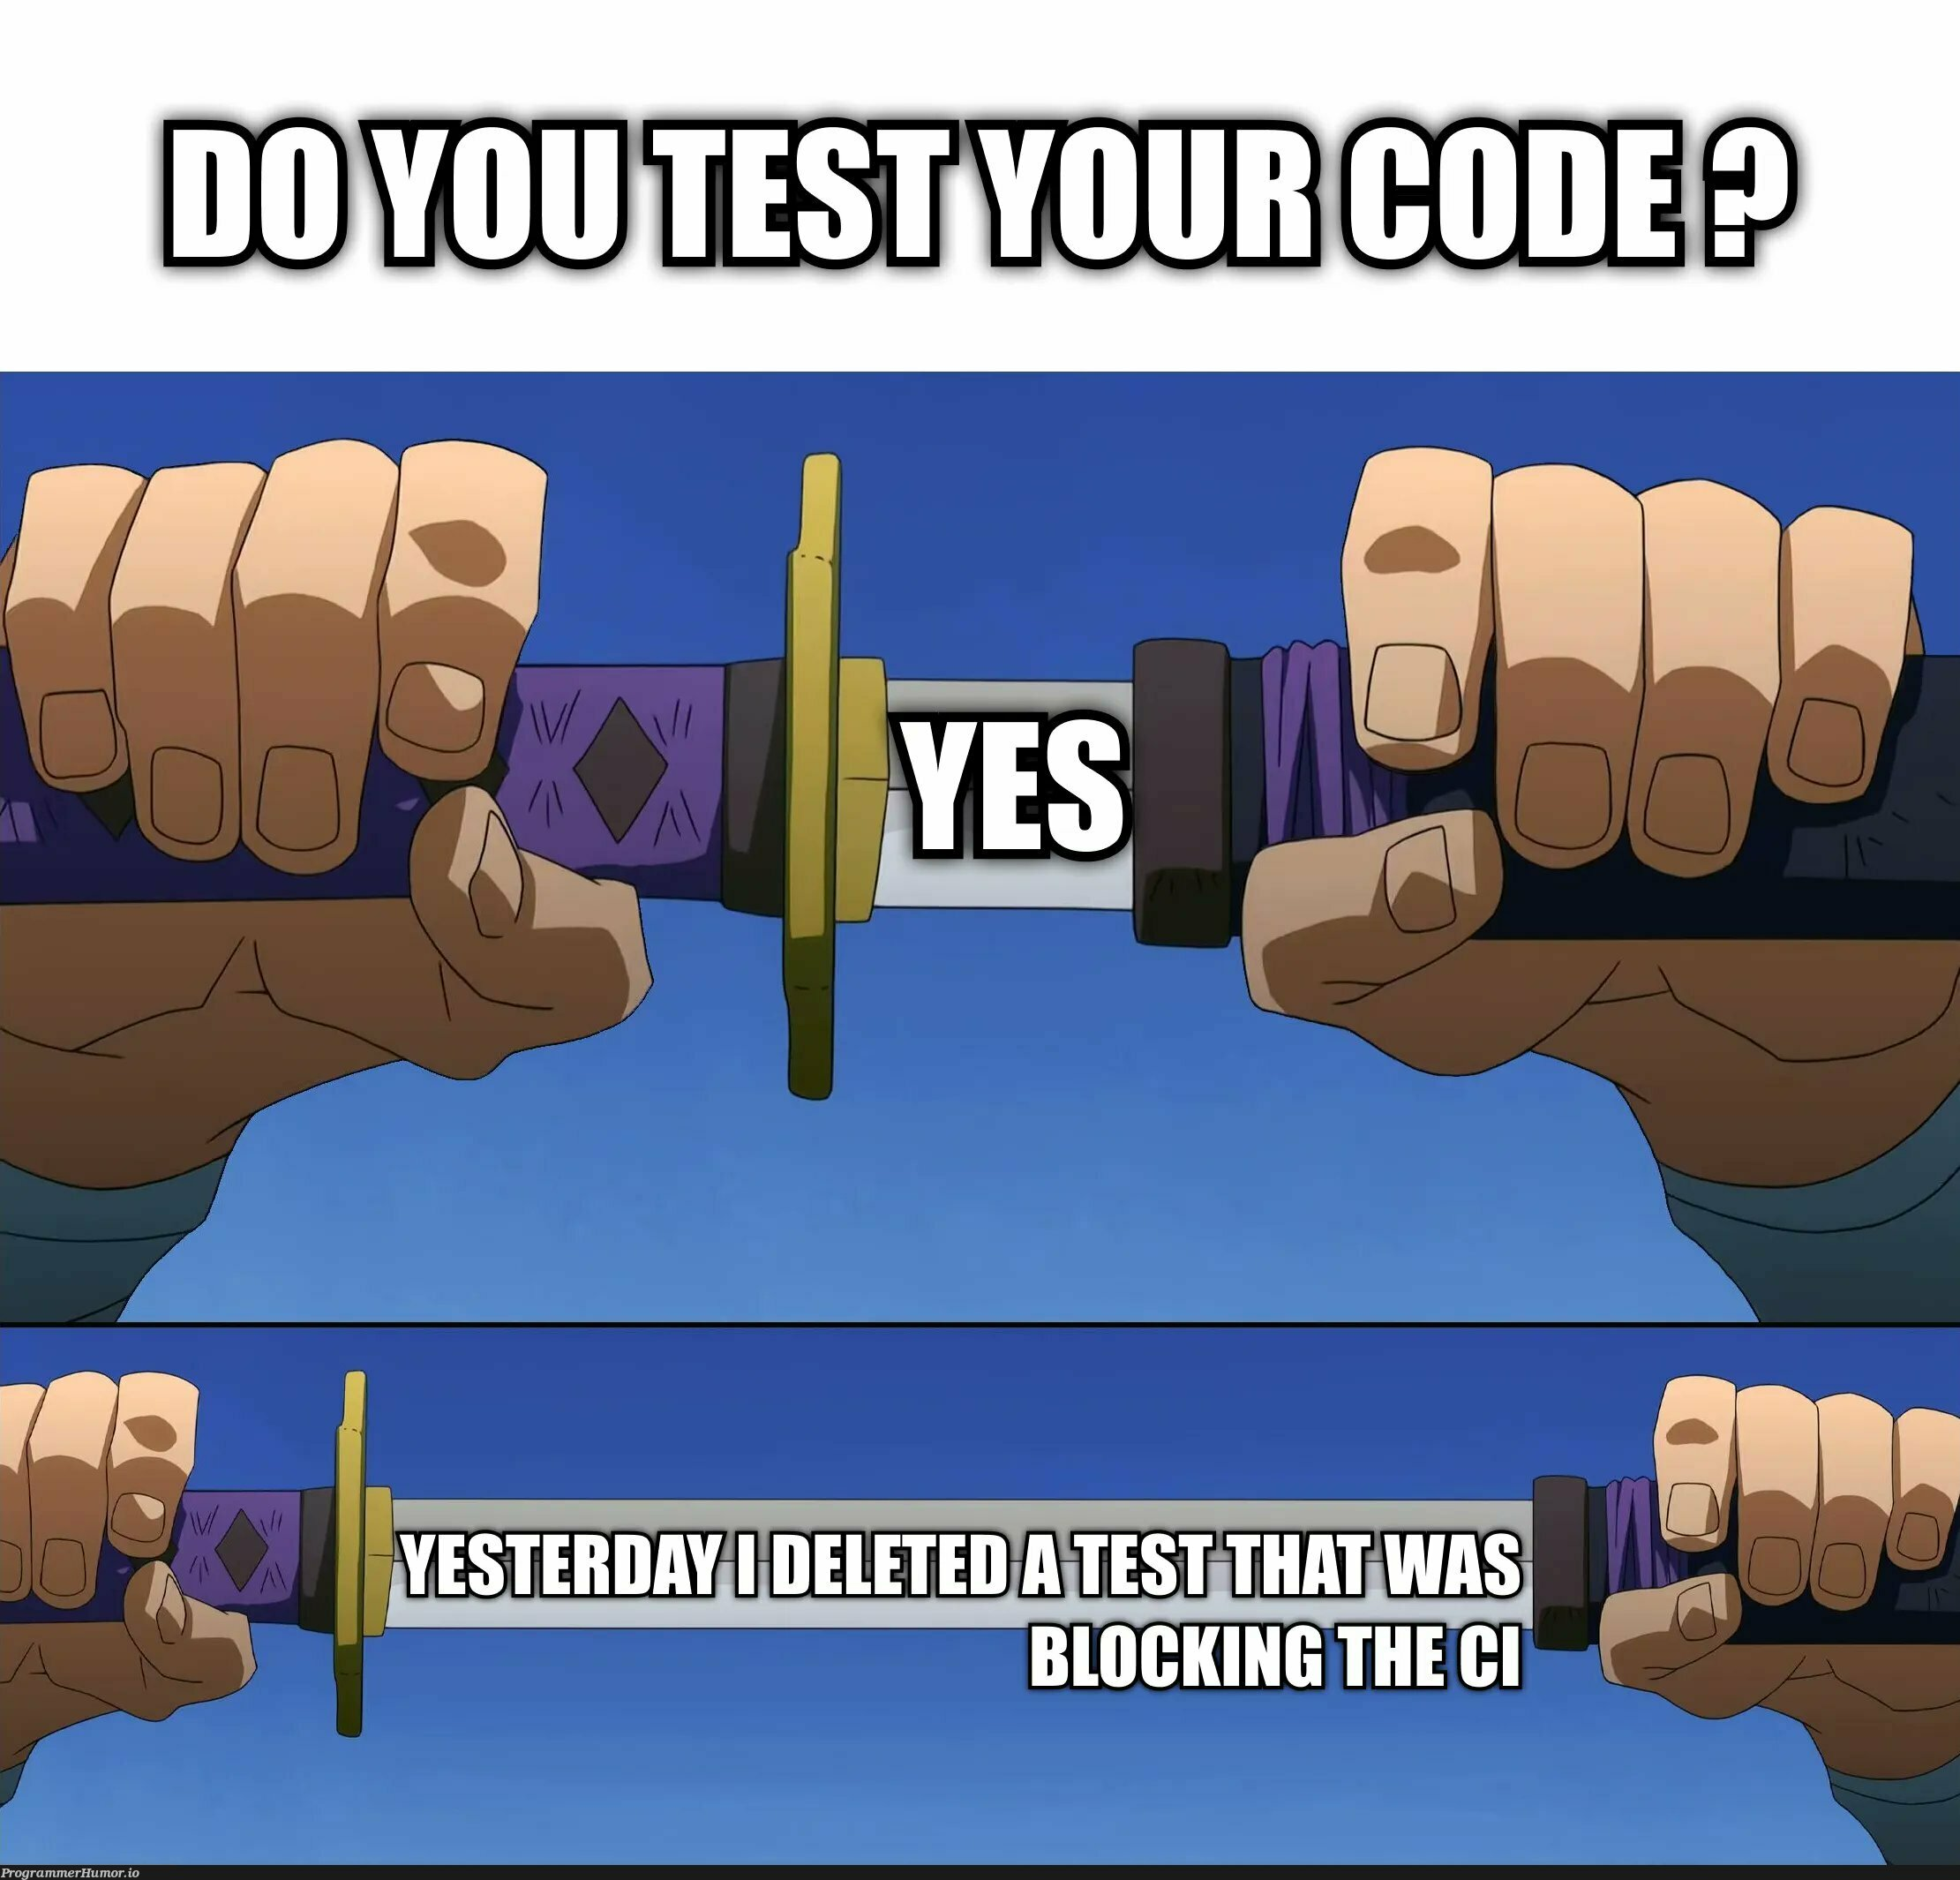 DO YOU TEST YOUR CODE ?
YES
YESTERDAY I DELETED A TEST THAT WAS
BLOCKING THE CI
ProgrammerHumor.io